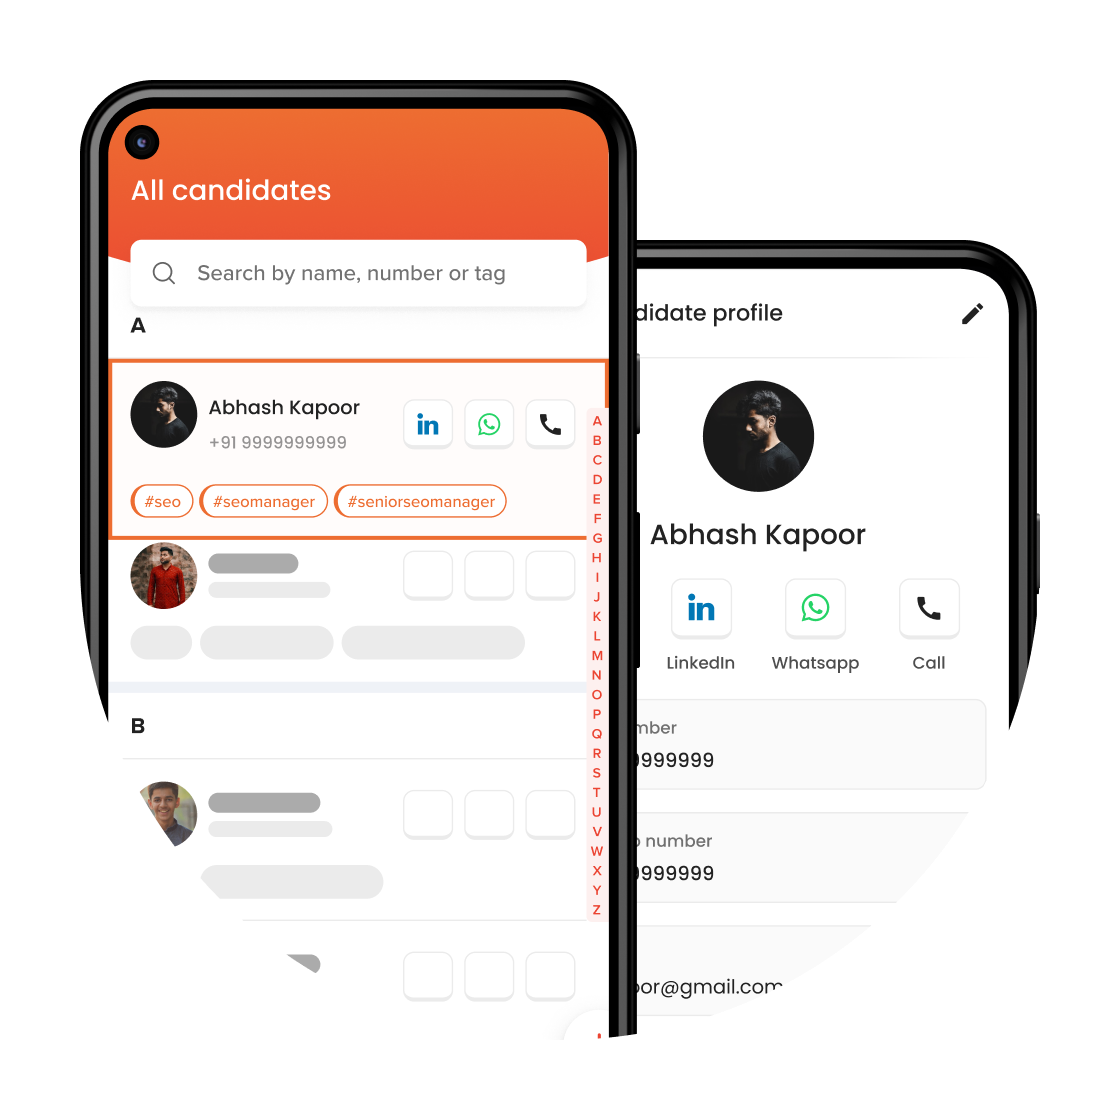 All candidates
Search by name, number or tag
A
Abhash Kapoor
+91 9999999999
in
#seo #seomanager #seniorseomanager
B
A
B
C
D
E
F
G
H
I
J
K
L
M
N
O
P
Q
R
S
T
U
V
W
X
Y
Z
didate profile
Abhash Kapoor
in
LinkedIn Whatsapp Call
mber
9999999
number
9999999
oor@gmail.com